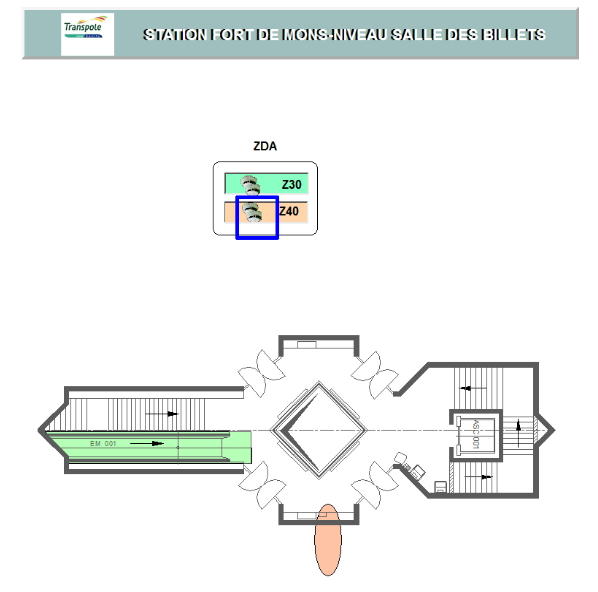 Transpole
STATION FORT DE MONS-NIVEAU SALLE DES BILLETS
ZDA
Z30
Z40
EM 001
ASC 001